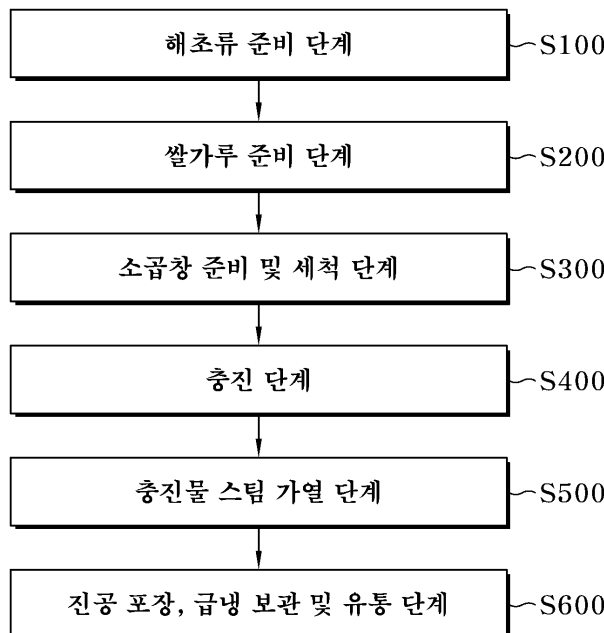 해초류 준비 단계 S100
쌀가루 준비 단계 S200
소곱창 준비 및 세척 단계 S300
충진 단계 S400
충진물 스팀 가열 단계 S500
진공 포장, 급냉 보관 및 유통 단계 S600